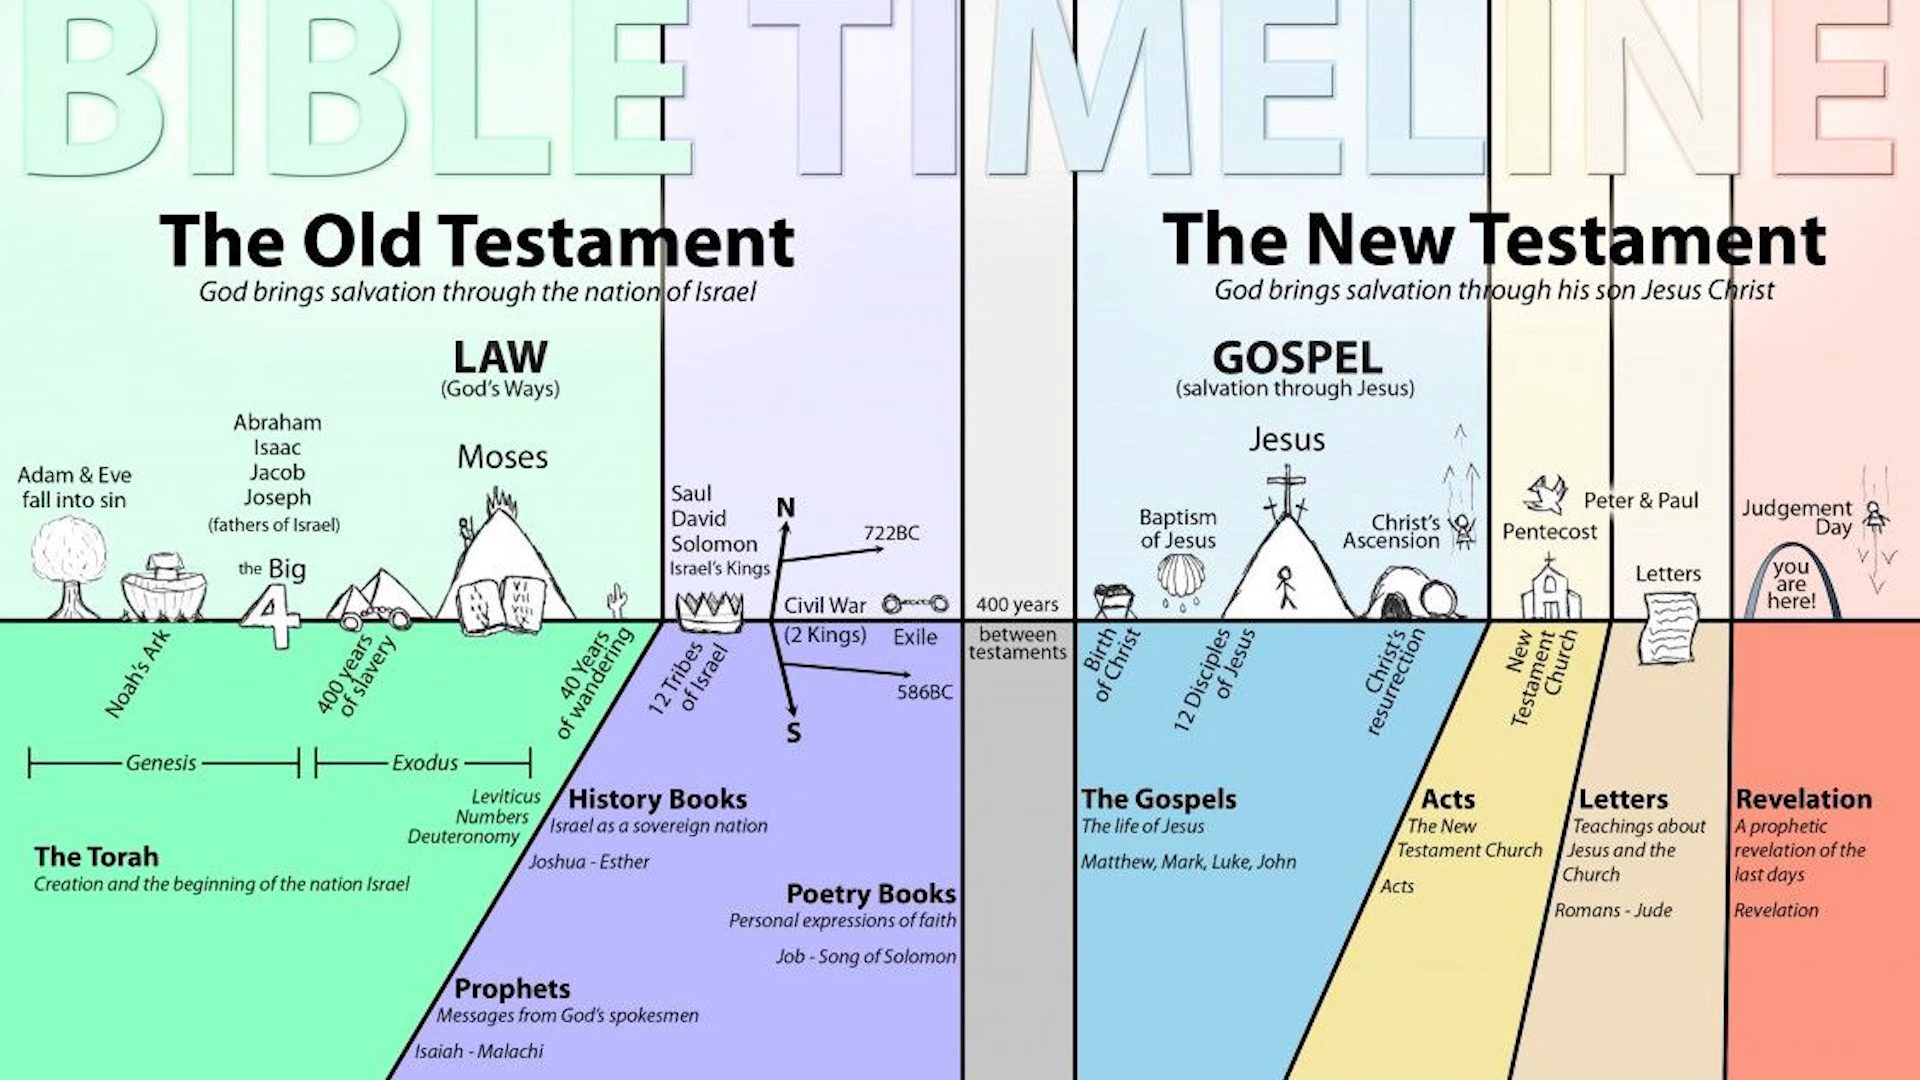 BIBLE TIMELINE
The Old Testament
God brings salvation through the nation of Israel
LAW
(God's Ways)
Adam & Eve
fall into sin
Noah's Ark
Abraham
Isaac
Jacob
Joseph
(fathers of Israel)
the Big
4
400 years
of slavery
Moses
I
II
III
VI
VII
VIII
40 Years
of wandering
Genesis
Exodus
Leviticus
Numbers
Deuteronomy
The Torah
Creation and the beginning of the nation Israel
Saul
David
Solomon
Israel's Kings
12 Tribes
of Israel
N
722BC
Civil War
(2 Kings)
Exile
586BC
S
History Books
Israel as a sovereign nation
Joshua - Esther
Poetry Books
Personal expressions of faith
Job - Song of Solomon
Prophets
Messages from God's spokesmen
Isaiah - Malachi
400 years
between
testaments
The New Testament
God brings salvation through his son Jesus Christ
GOSPEL
(salvation through Jesus)
Jesus
Birth
of Christ
Baptism
of Jesus
12 Disciples
of Jesus
Christ's
resurrection
Christ's
Ascension
The Gospels
The life of Jesus
Matthew, Mark, Luke, John
Pentecost
Peter & Paul
New
Testament
Church
Acts
The New
Testament Church
Acts
Letters
Letters
Teachings about
Jesus and the
Church
Romans - Jude
Judgement
Day
you
are
here!
Revelation
A prophetic
revelation of the
last days
Revelation